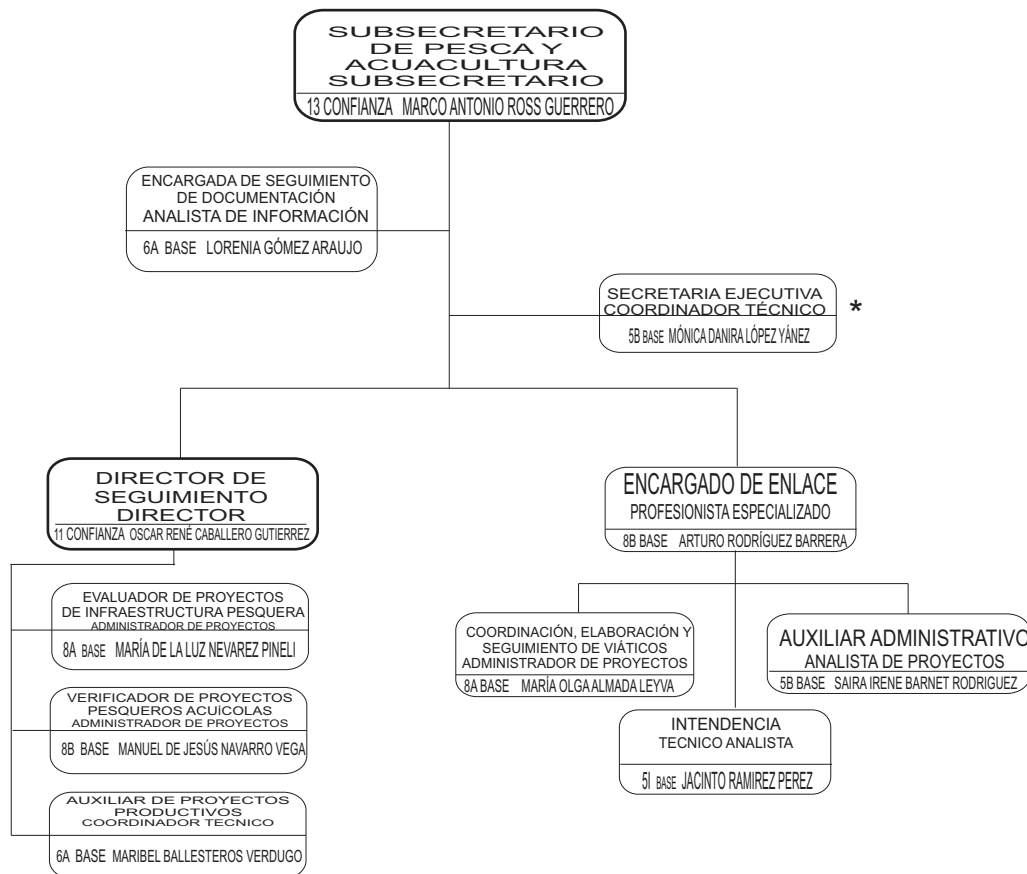 SUBSECRETARIO
DE PESCA Y
ACUACULTURA
SUBSECRETARIO
13 CONFIANZA MARCO ANTONIO ROSS GUERRERO
ENCARGADA DE SEGUIMIENTO
DE DOCUMENTACIÓN
ANALISTA DE INFORMACIÓN
6A BASE LORENIA GÓMEZ ARAUJO
SECRETARIA EJECUTIVA
COORDINADOR TÉCNICO *
5B BASE MÓNICA DANIRA LÓPEZ YÁNEZ
DIRECTOR DE
SEGUIMIENTO
DIRECTOR
11 CONFIANZA OSCAR RENÉ CABALLERO GUTIERREZ
EVALUADOR DE PROYECTOS
DE INFRAESTRUCTURA PESQUERA
ADMINISTRADOR DE PROYECTOS
8A BASE MARÍA DE LA LUZ NEVAREZ PINELI
VERIFICADOR DE PROYECTOS
PESQUEROS ACUÍCOLAS
ADMINISTRADOR DE PROYECTOS
8B BASE MANUEL DE JESÚS NAVARRO VEGA
AUXILIAR DE PROYECTOS
PRODUCTIVOS
COORDINADOR TECNICO
6A BASE MARIBEL BALLESTEROS VERDUGO
ENCARGADO DE ENLACE
PROFESIONISTA ESPECIALIZADO
8B BASE ARTURO RODRÍGUEZ BARRERA
COORDINACIÓN, ELABORACIÓN Y
SEGUIMIENTO DE VIÁTICOS
ADMINISTRADOR DE PROYECTOS
8A BASE MARÍA OLGA ALMADA LEYVA
AUXILIAR ADMINISTRATIVO
ANALISTA DE PROYECTOS
5B BASE SAIRA IRENE BARNET RODRIGUEZ
INTENDENCIA
TECNICO ANALISTA
5I BASE JACINTO RAMIREZ PEREZ